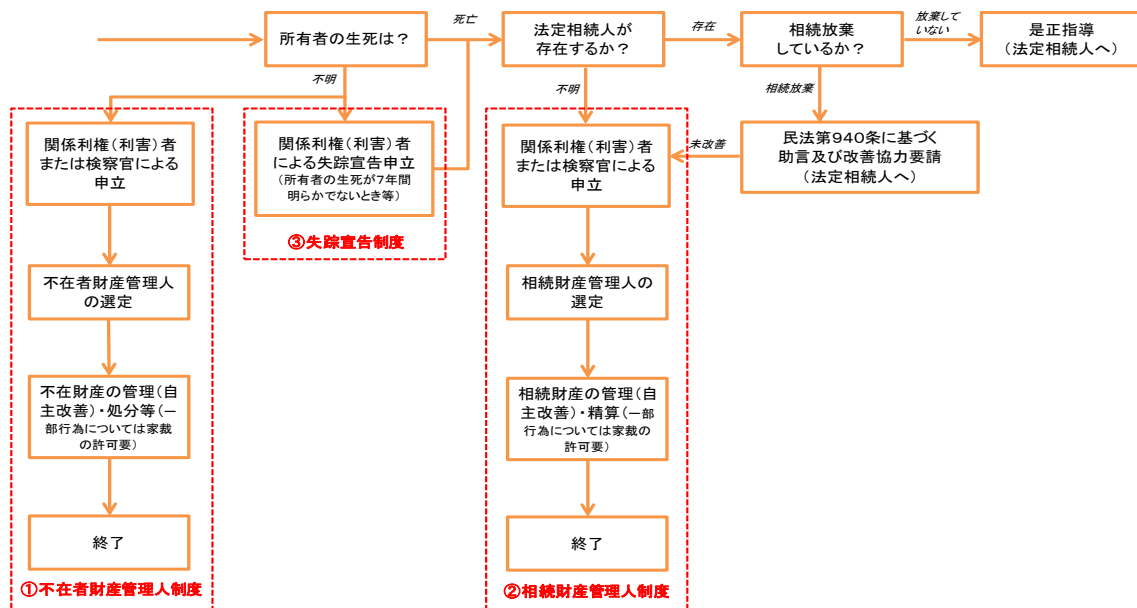 所有者の生死は？
死亡
法定相続人が
存在するか？
存在
相続放棄
しているか？
放棄して
いない
是正指導
（法定相続人へ）
不明
不明
相続放棄
関係利権（利害）者
または検察官による
申立
関係利権（利害）者
による失踪宣告申立
（所有者の生死が7年間
明らかでないとき等）
③失踪宣告制度
関係利権（利害）者
または検察官による
申立
未改善
民法第９４０条に基づく
助言及び改善協力要請
（法定相続人へ）
不在者財産管理人
の選定
相続財産管理人の
選定
不在財産の管理（自
主改善）・処分等（一
部行為については家裁
の許可要）
相続財産の管理（自
主改善）・精算（一部
行為については家裁の
許可要）
終了
終了
①不在者財産管理人制度
②相続財産管理人制度